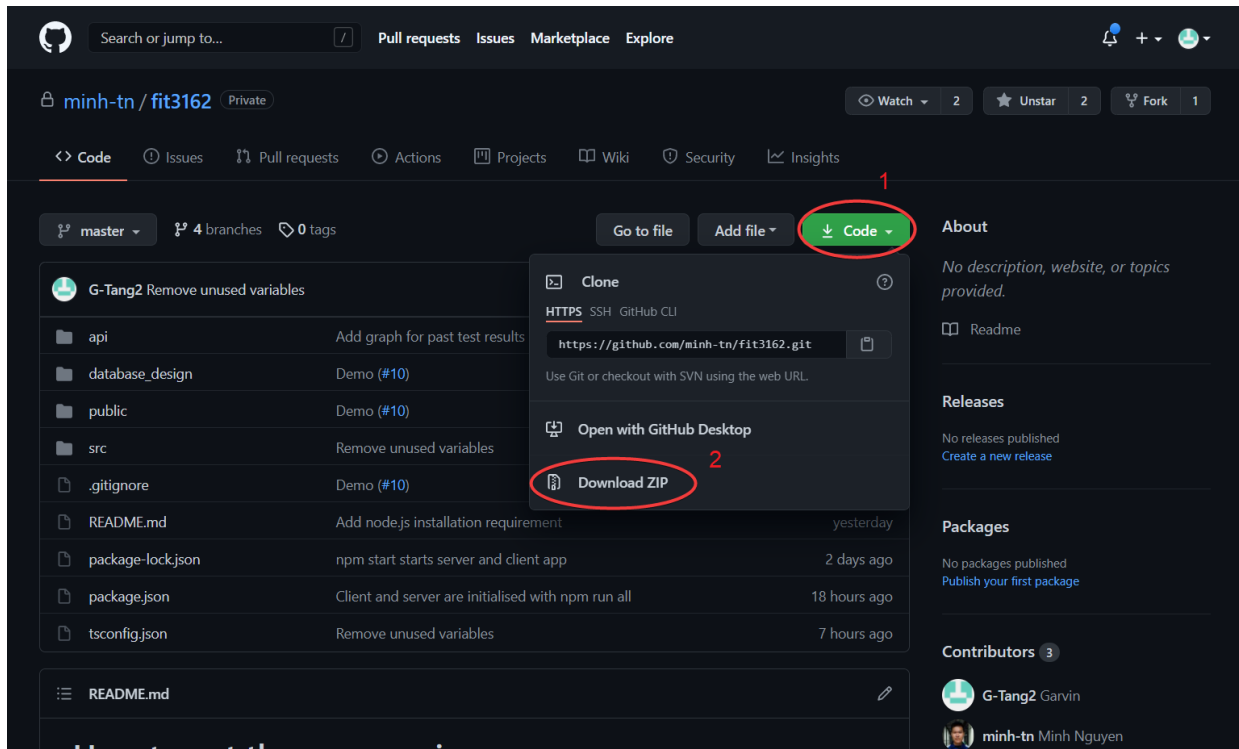 Search or jump to... / Pull requests Issues Marketplace Explore
minh-tn / fit3162 Private Watch 2 Unstar 2 Fork 1
Code Issues Pull requests Actions Projects Wiki Security Insights
1
master 4 branches 0 tags Go to file Add file Code
G-Tang2 Remove unused variables
api Add graph for past test results
database_design Demo (#10)
public Demo (#10)
src Remove unused variables
.gitignore Demo (#10)
README.md Add node.js installation requirement yesterday
package-lock.json npm start starts server and client app 2 days ago
package.json Client and server are initialised with npm run all 18 hours ago
tsconfig.json Remove unused variables 7 hours ago
Clone
HTTPS SSH GitHub CLI
https://github.com/minh-tn/fit3162.git
Use Git or checkout with SVN using the web URL.
Open with GitHub Desktop
2
Download ZIP
README.md
About
No description, website, or topics
provided.
Readme
Releases
No releases published
Create a new release
Packages
No packages published
Publish your first package
Contributors 3
G-Tang2 Garvin
minh-tn Minh Nguyen